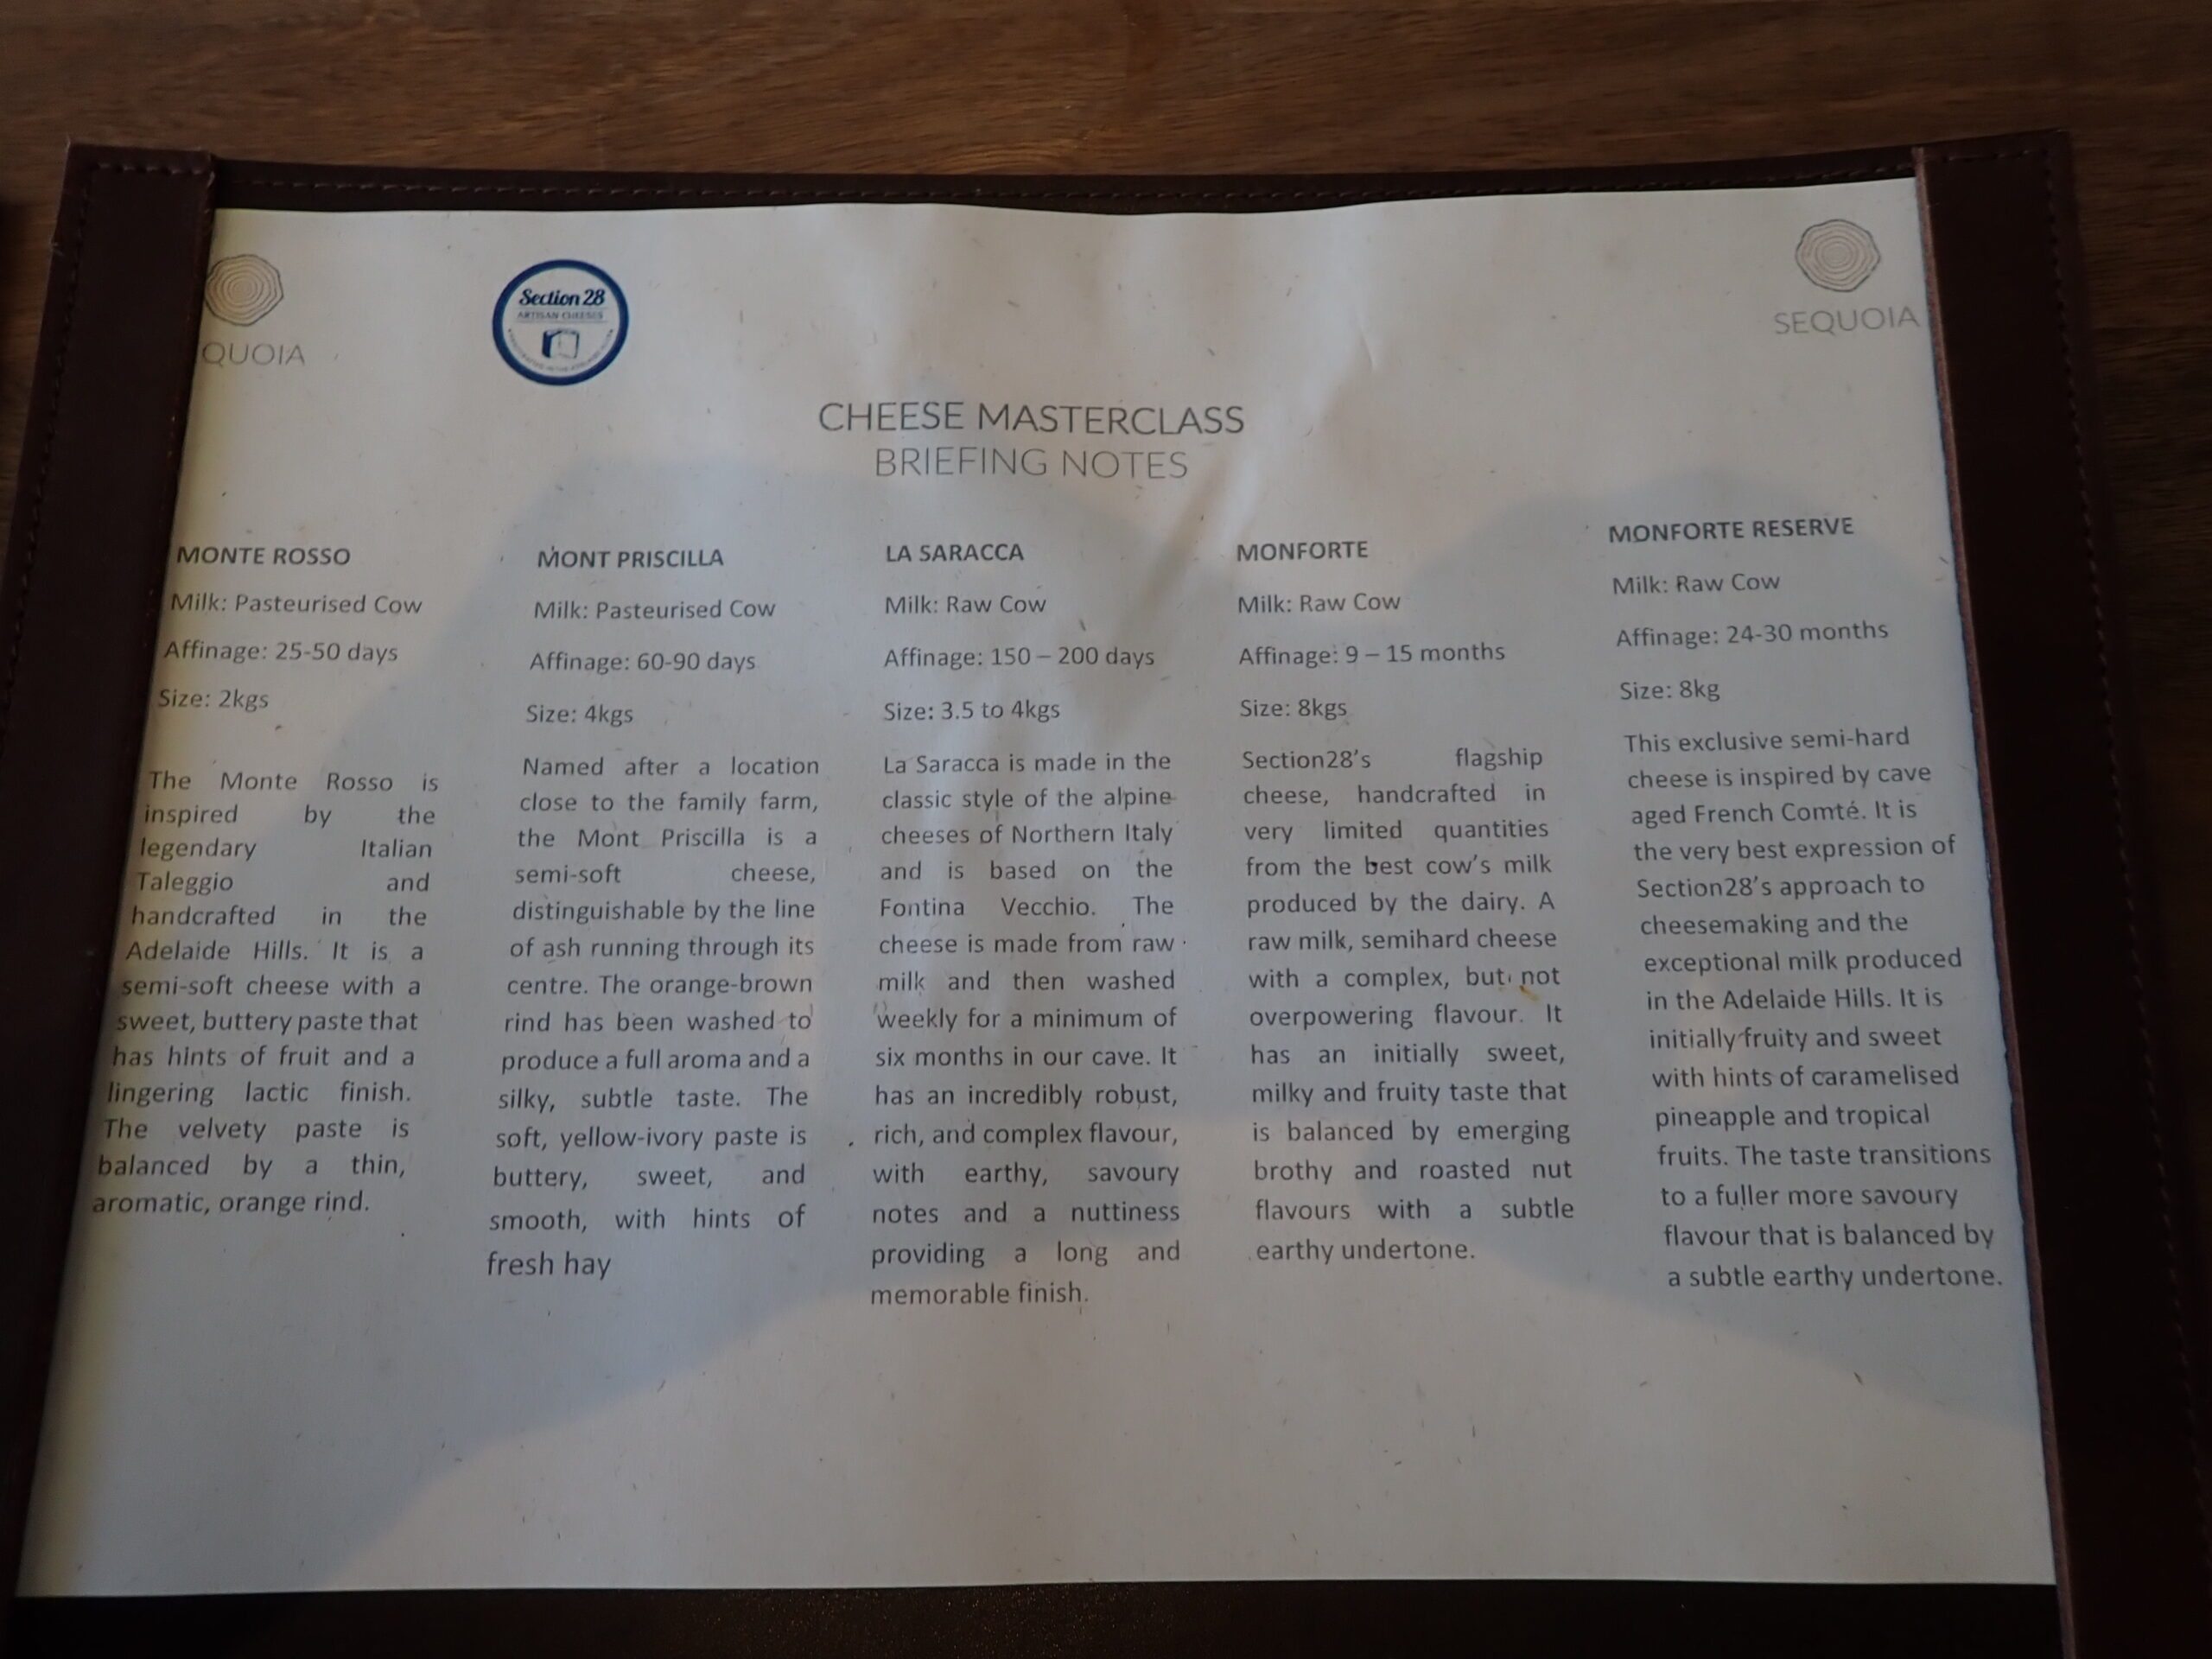 QUOIA
Section 28
ARTISAN CHEESES
SEQUOIA
CHEESE MASTERCLASS
BRIEFING NOTES
MONTE ROSSO
Milk: Pasteurised Cow
Affinage: 25-50 days
Size: 2kgs
The Monte Rosso is
inspired by the
legendary Italian
Taleggio and
handcrafted in the
Adelaide Hills. It is a
semi-soft cheese with a
sweet, buttery paste that
has hints of fruit and a
lingering lactic finish.
The velvety paste is
balanced by a thin,
aromatic, orange rind.
MONT PRISCILLA
Milk: Pasteurised Cow
Affinage: 60-90 days
Size: 4kgs
Named after a location
close to the family farm,
the Mont Priscilla is a
semi-soft cheese,
distinguishable by the line
of ash running through its
centre. The orange-brown
rind has been washed to
produce a full aroma and a
silky, subtle taste. The
soft, yellow-ivory paste is
buttery, sweet, and
smooth, with hints of
fresh hay
LA SARACCA
Milk: Raw Cow
Affinage: 150 – 200 days
Size: 3.5 to 4kgs
La Saracca is made in the
classic style of the alpine
cheeses of Northern Italy
and is based on the
Fontina Vecchio. The
cheese is made from raw
milk and then washed
weekly for a minimum of
six months in our cave. It
has an incredibly robust,
rich, and complex flavour,
with earthy, savoury
notes and a nuttiness
providing a long and
memorable finish.
MONFORTE
Milk: Raw Cow
Affinage: 9 – 15 months
Size: 8kgs
Section28's flagship
cheese, handcrafted in
very limited quantities
from the best cow's milk
produced by the dairy. A
raw milk, semihard cheese
with a complex, but not
overpowering flavour. It
has an initially sweet,
milky and fruity taste that
is balanced by emerging
brothy and roasted nut
flavours with a subtle
earthy undertone.
MONFORTE RESERVE
Milk: Raw Cow
Affinage: 24-30 months
Size: 8kg
This exclusive semi-hard
cheese is inspired by cave
aged French Comté. It is
the very best expression of
Section28's approach to
cheesemaking and the
exceptional milk produced
in the Adelaide Hills. It is
initially fruity and sweet
with hints of caramelised
pineapple and tropical
fruits. The taste transitions
to a fuller more savoury
flavour that is balanced by
a subtle earthy undertone.